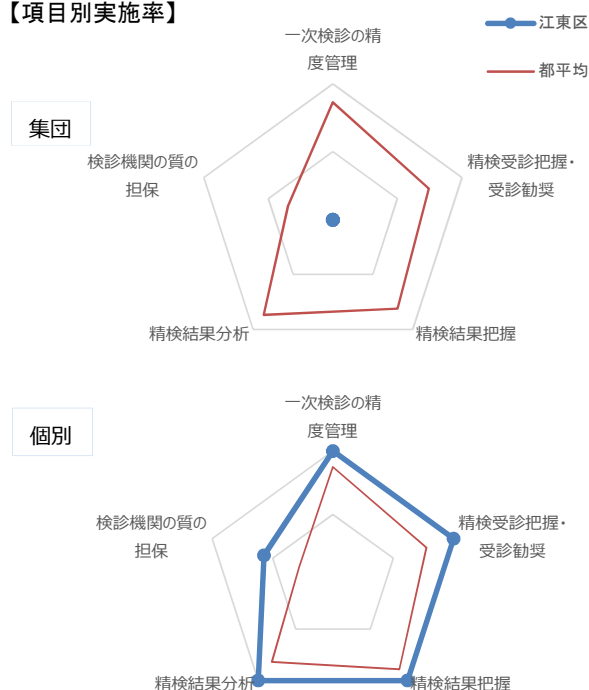 【項目別実施率】
江東区
都平均
集団
一次検診の精
度管理
精検受診把握・
受診勧奨
精検結果把握
精検結果分析
検診機関の質の
担保
個別
一次検診の精
度管理
精検受診把握・
受診勧奨
精検結果把握
精検結果分析
検診機関の質の
担保